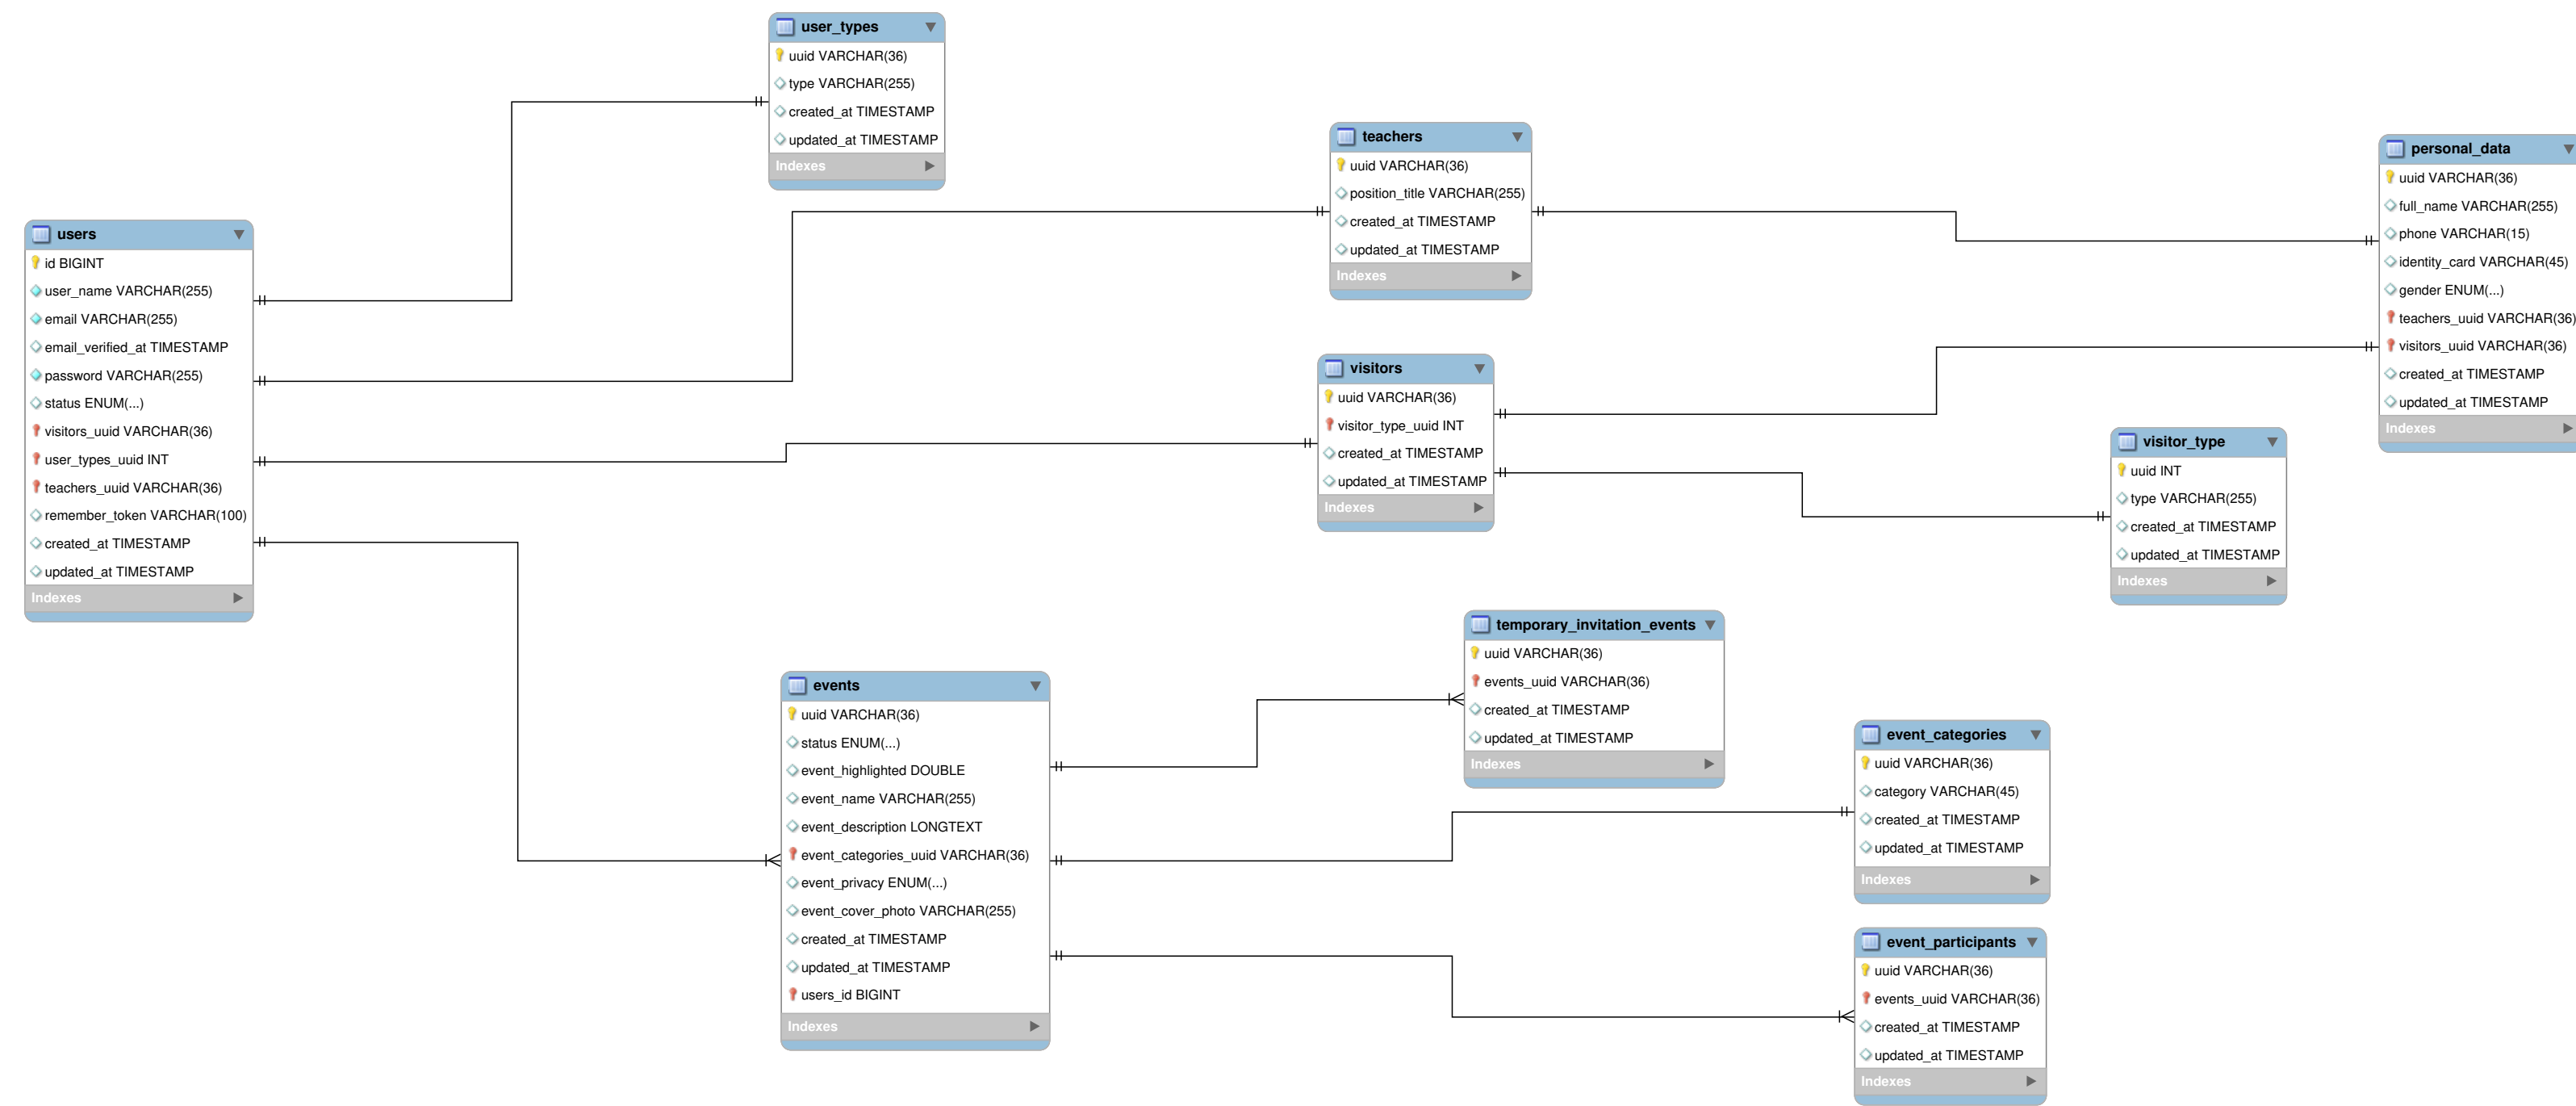 user_types
uuid VARCHAR(36)
type VARCHAR(255)
created_at TIMESTAMP
updated_at TIMESTAMP
Indexes
teachers
uuid VARCHAR(36)
position_title VARCHAR(255)
created_at TIMESTAMP
updated_at TIMESTAMP
Indexes
personal_data
uuid VARCHAR(36)
full_name VARCHAR(255)
phone VARCHAR(15)
identity_card VARCHAR(45)
gender ENUM(...)
teachers_uuid VARCHAR(36)
visitors_uuid VARCHAR(36)
created_at TIMESTAMP
updated_at TIMESTAMP
Indexes
users
id BIGINT
user_name VARCHAR(255)
email VARCHAR(255)
email_verified_at TIMESTAMP
password VARCHAR(255)
status ENUM(...)
visitors_uuid VARCHAR(36)
user_types_uuid INT
teachers_uuid VARCHAR(36)
remember_token VARCHAR(100)
created_at TIMESTAMP
updated_at TIMESTAMP
Indexes
visitors
uuid VARCHAR(36)
visitor_type_uuid INT
created_at TIMESTAMP
updated_at TIMESTAMP
Indexes
visitor_type
uuid INT
type VARCHAR(255)
created_at TIMESTAMP
updated_at TIMESTAMP
Indexes
temporary_invitation_events
uuid VARCHAR(36)
events_uuid VARCHAR(36)
created_at TIMESTAMP
updated_at TIMESTAMP
Indexes
events
uuid VARCHAR(36)
status ENUM(...)
event_highlighted DOUBLE
event_name VARCHAR(255)
event_description LONGTEXT
event_categories_uuid VARCHAR(36)
event_privacy ENUM(...)
event_cover_photo VARCHAR(255)
created_at TIMESTAMP
updated_at TIMESTAMP
users_id BIGINT
Indexes
event_categories
uuid VARCHAR(36)
category VARCHAR(45)
created_at TIMESTAMP
updated_at TIMESTAMP
Indexes
event_participants
uuid VARCHAR(36)
events_uuid VARCHAR(36)
created_at TIMESTAMP
updated_at TIMESTAMP
Indexes